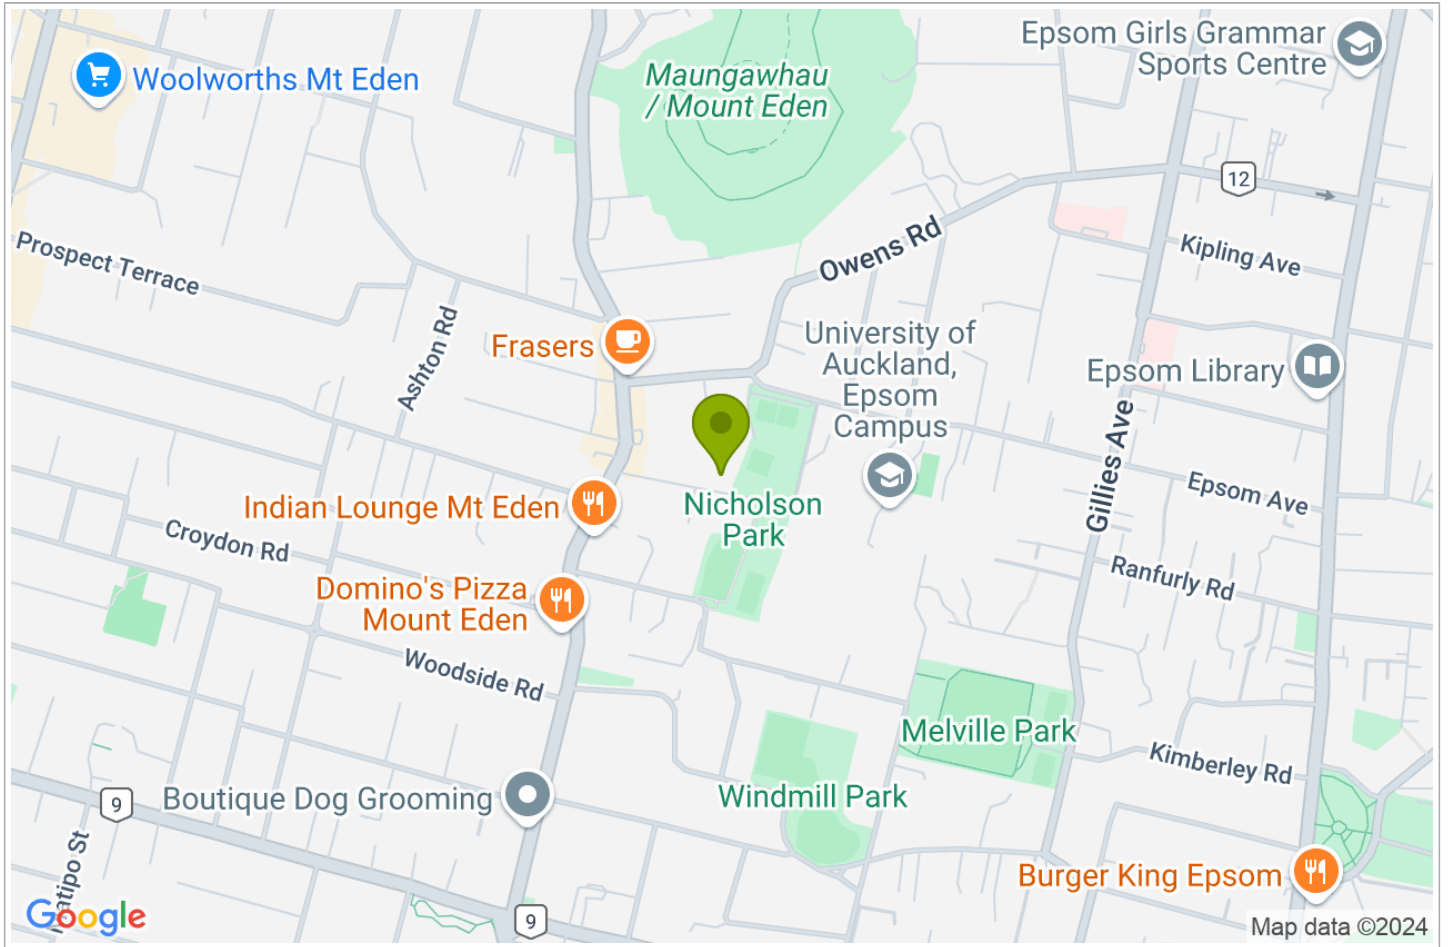 Epsom Girls Grammar
Sports Centre
Woolworths Mt Eden
Maungawhau
/ Mount Eden
12
Prospect Terrace
Owens Rd
Kipling Ave
Ashton Rd
Frasers
University of
Auckland,
Epsom
Campus
Epsom Library
Gillies Ave
Indian Lounge Mt Eden
Nicholson
Park
Epsom Ave
Croydon Rd
Domino's Pizza
Mount Eden
Ranfurly Rd
Woodside Rd
Melville Park
Kimberley Rd
9
Boutique Dog Grooming
Windmill Park
atipo St
Burger King Epsom
Google
9
Map data ©2024